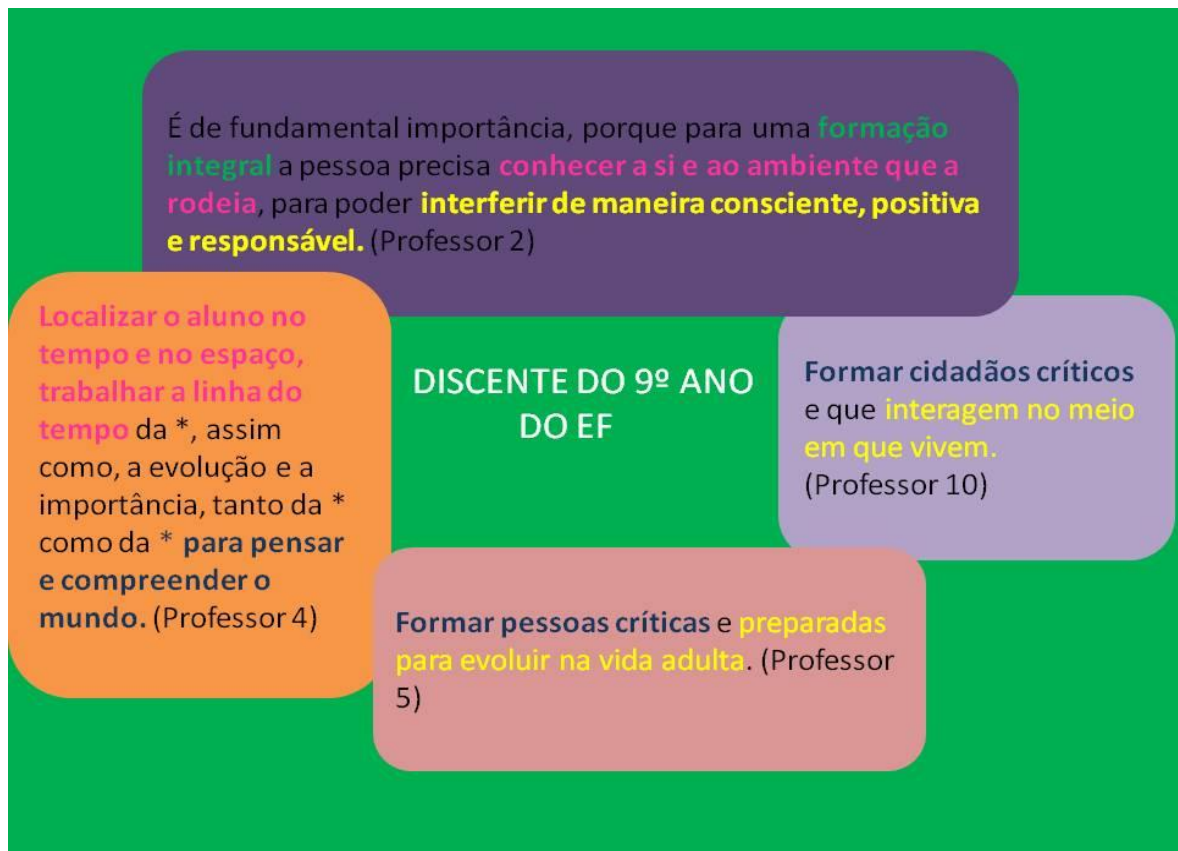 É de fundamental importância, porque para uma formação
integral a pessoa precisa conhecer a si e ao ambiente que a
rodeia, para poder interferir de maneira consciente, positiva
e responsável. (Professor 2)
Localizar o aluno no
tempo e no espaço,
trabalhar a linha do
tempo da *, assim
como, a evolução e a
importância, tanto da *
como da * para pensar
e compreender o
mundo. (Professor 4)
DISCENTE DO 9º ANO
DO EF
Formar cidadãos críticos
e que interagem no meio
em que vivem.
(Professor 10)
Formar pessoas críticas e preparadas
para evoluir na vida adulta. (Professor
5)